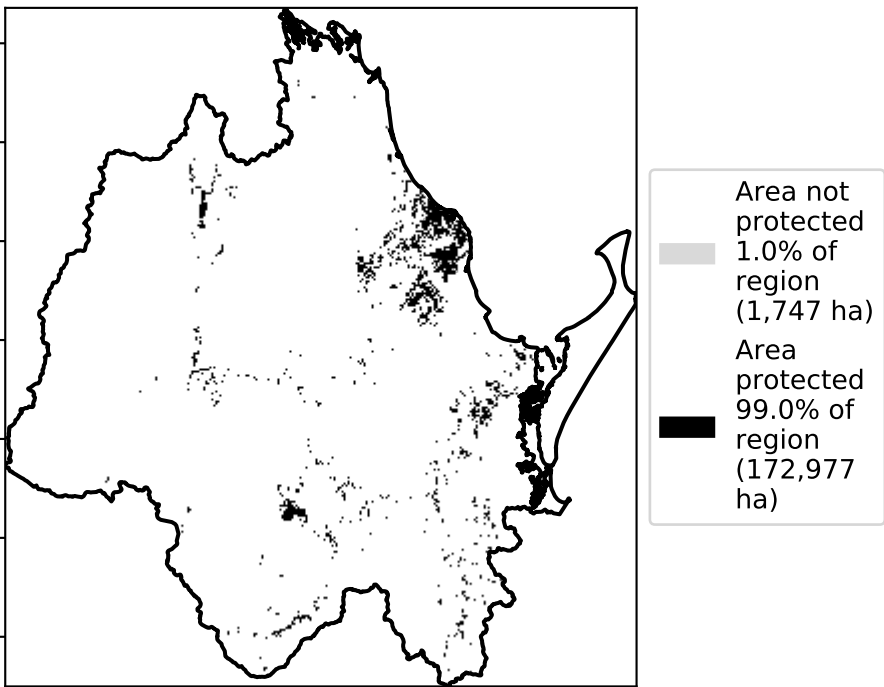 Area not
protected
1.0% of
region
(1,747 ha)
Area
protected
99.0% of
region
(172,977
ha)